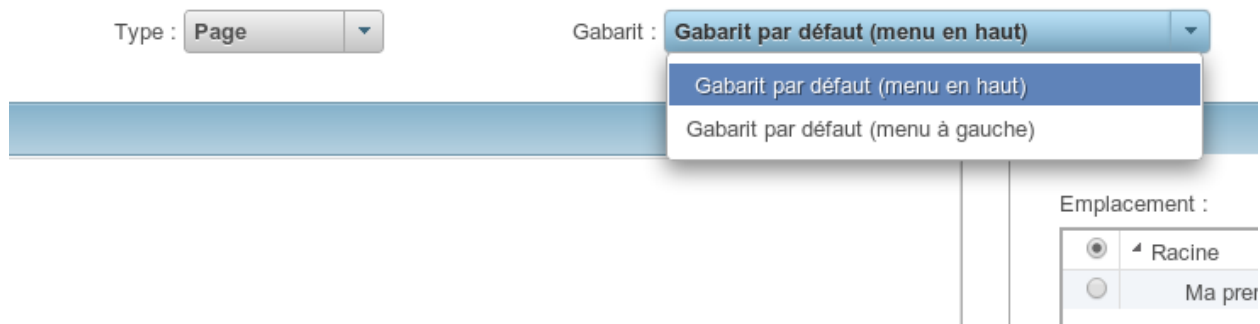 Type : Page Gabarit : Gabarit par défaut (menu en haut)
Gabarit par défaut (menu en haut)
Gabarit par défaut (menu à gauche)
Emplacement :
Racine
Ma